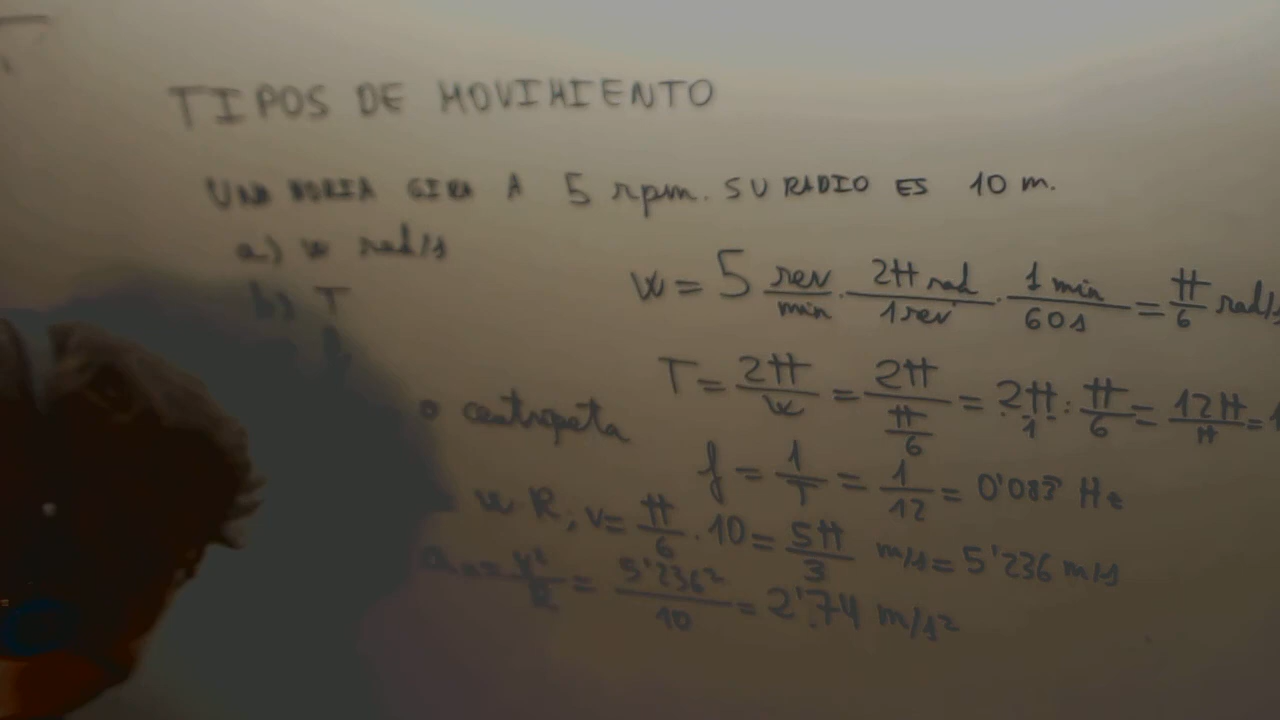 TIPOS DE MOVIMIENTO
UNA NORIA GIRA A 5 rpm. SU RADIO ES 10 m.
a) w rad/s
w = 5 rev/min · 2π rad/1 rev · 1 min/60 s = π/6 rad/s
b) T
T = 2π/w = 2π/(π/6) = 2π/1 : π/6 = 12π/π =
centropeta
f = 1/T = 1/12 = 0'083 Hz
w R; v = π/6 · 10 = 5π/3 m/s = 5'236 m/s
= v²/R = 5'236²/10 = 2'74 m/s²